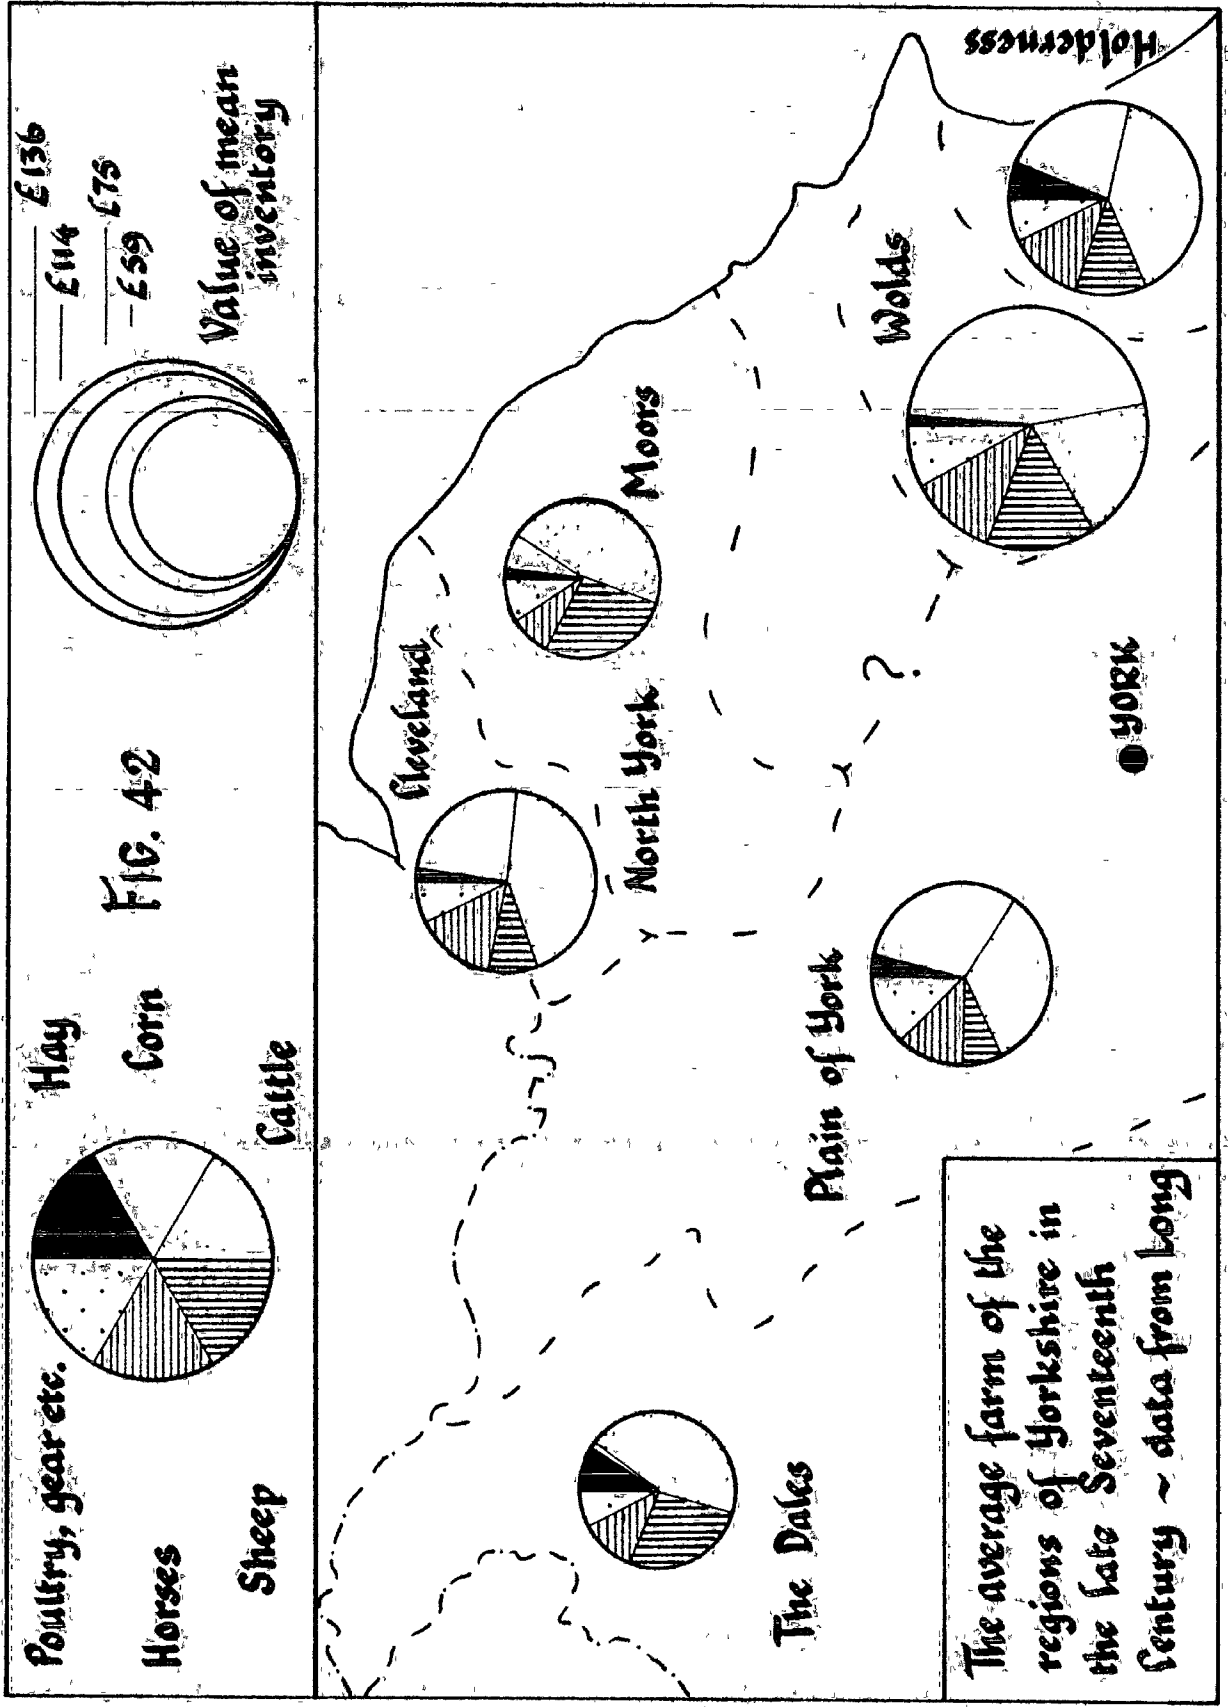 Poultry, gear etc.
Hay
Horses
Corn
Sheep
Cattle
FIG. 42
£136
£114
£75
£59
Value of mean
inventory
Cleveland
North York
Moors
Wolds
Holderness
Plain of York
The Dales
?
YORK
The average farm of the
regions of Yorkshire in
the late Seventeenth
Century ~ data from Long